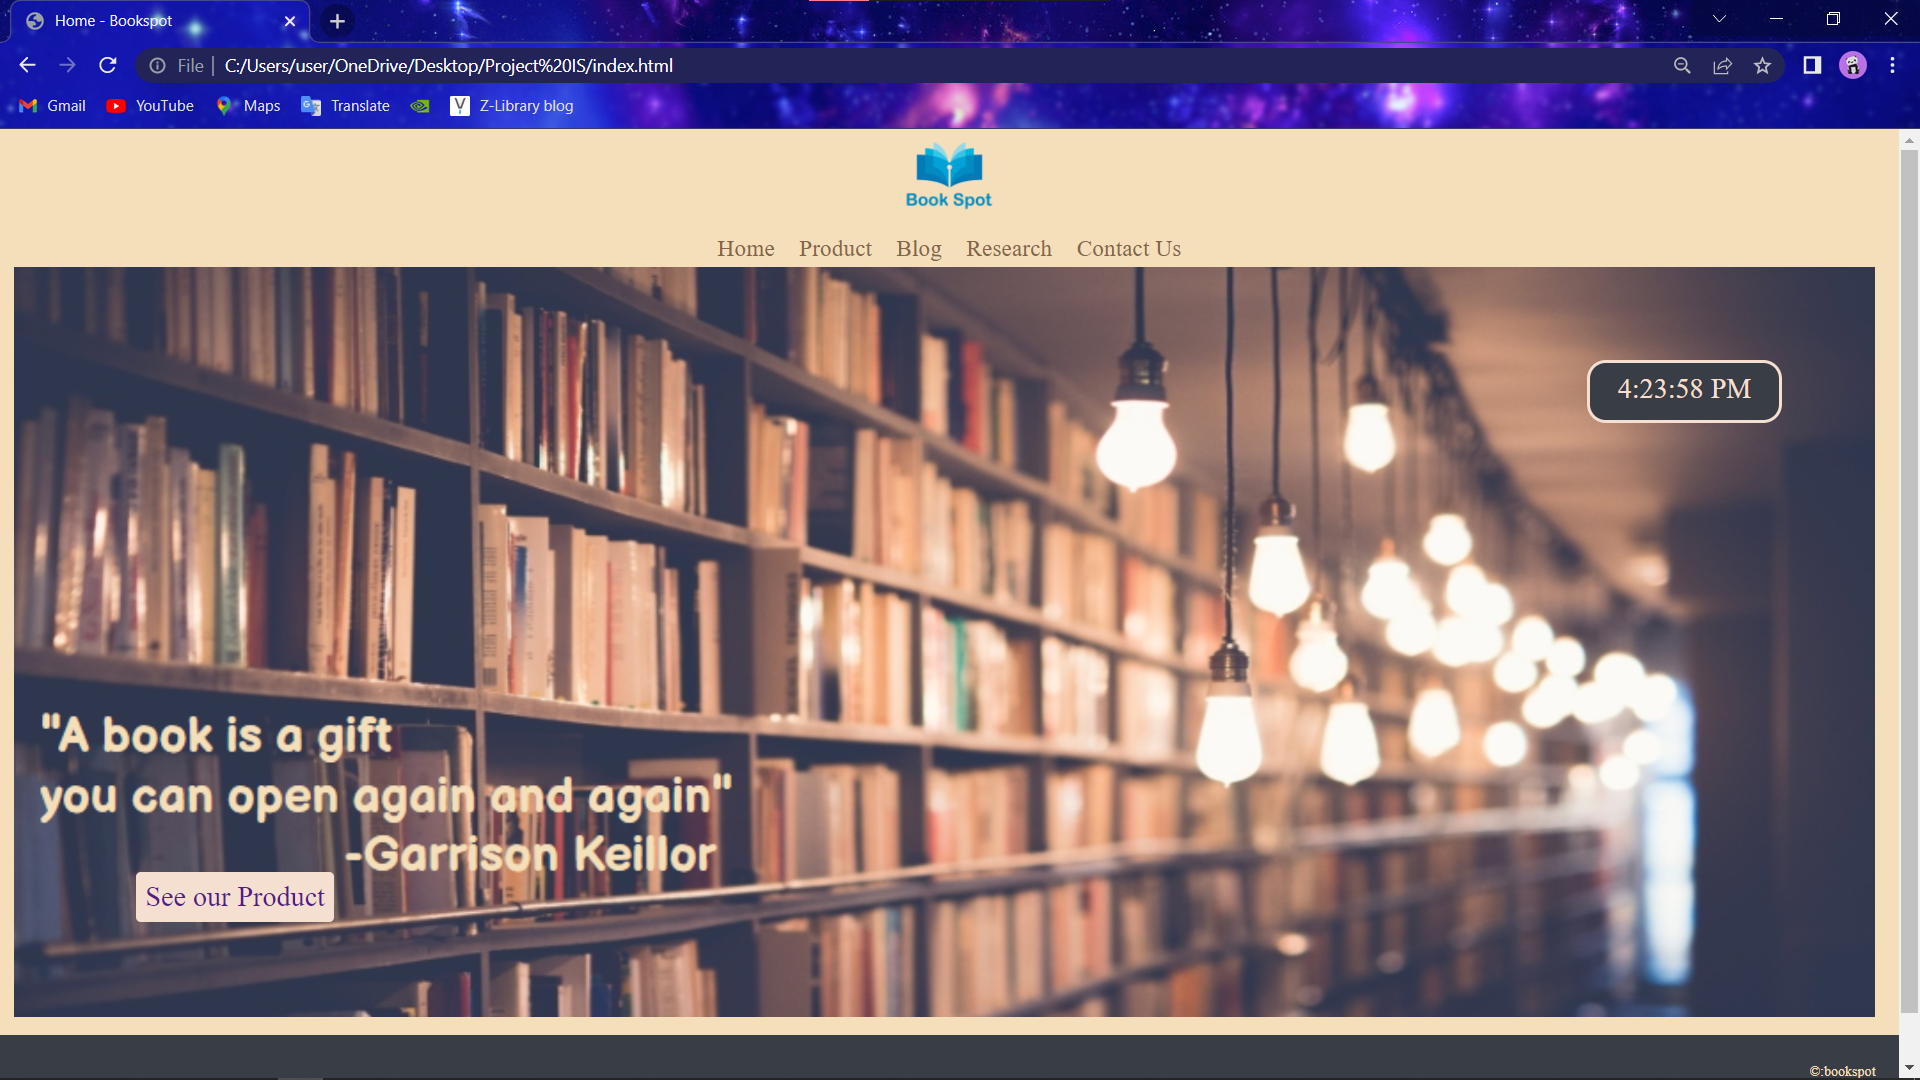 Home - Bookspot
File
C:/Users/user/OneDrive/Desktop/Project%20IS/index.html
Gmail YouTube Maps Translate Z-Library blog
Book Spot
Home Product Blog Research Contact Us
4:23:58 PM
"A book is a gift
you can open again and again"
-Garrison Keillor
See our Product
©:bookspot